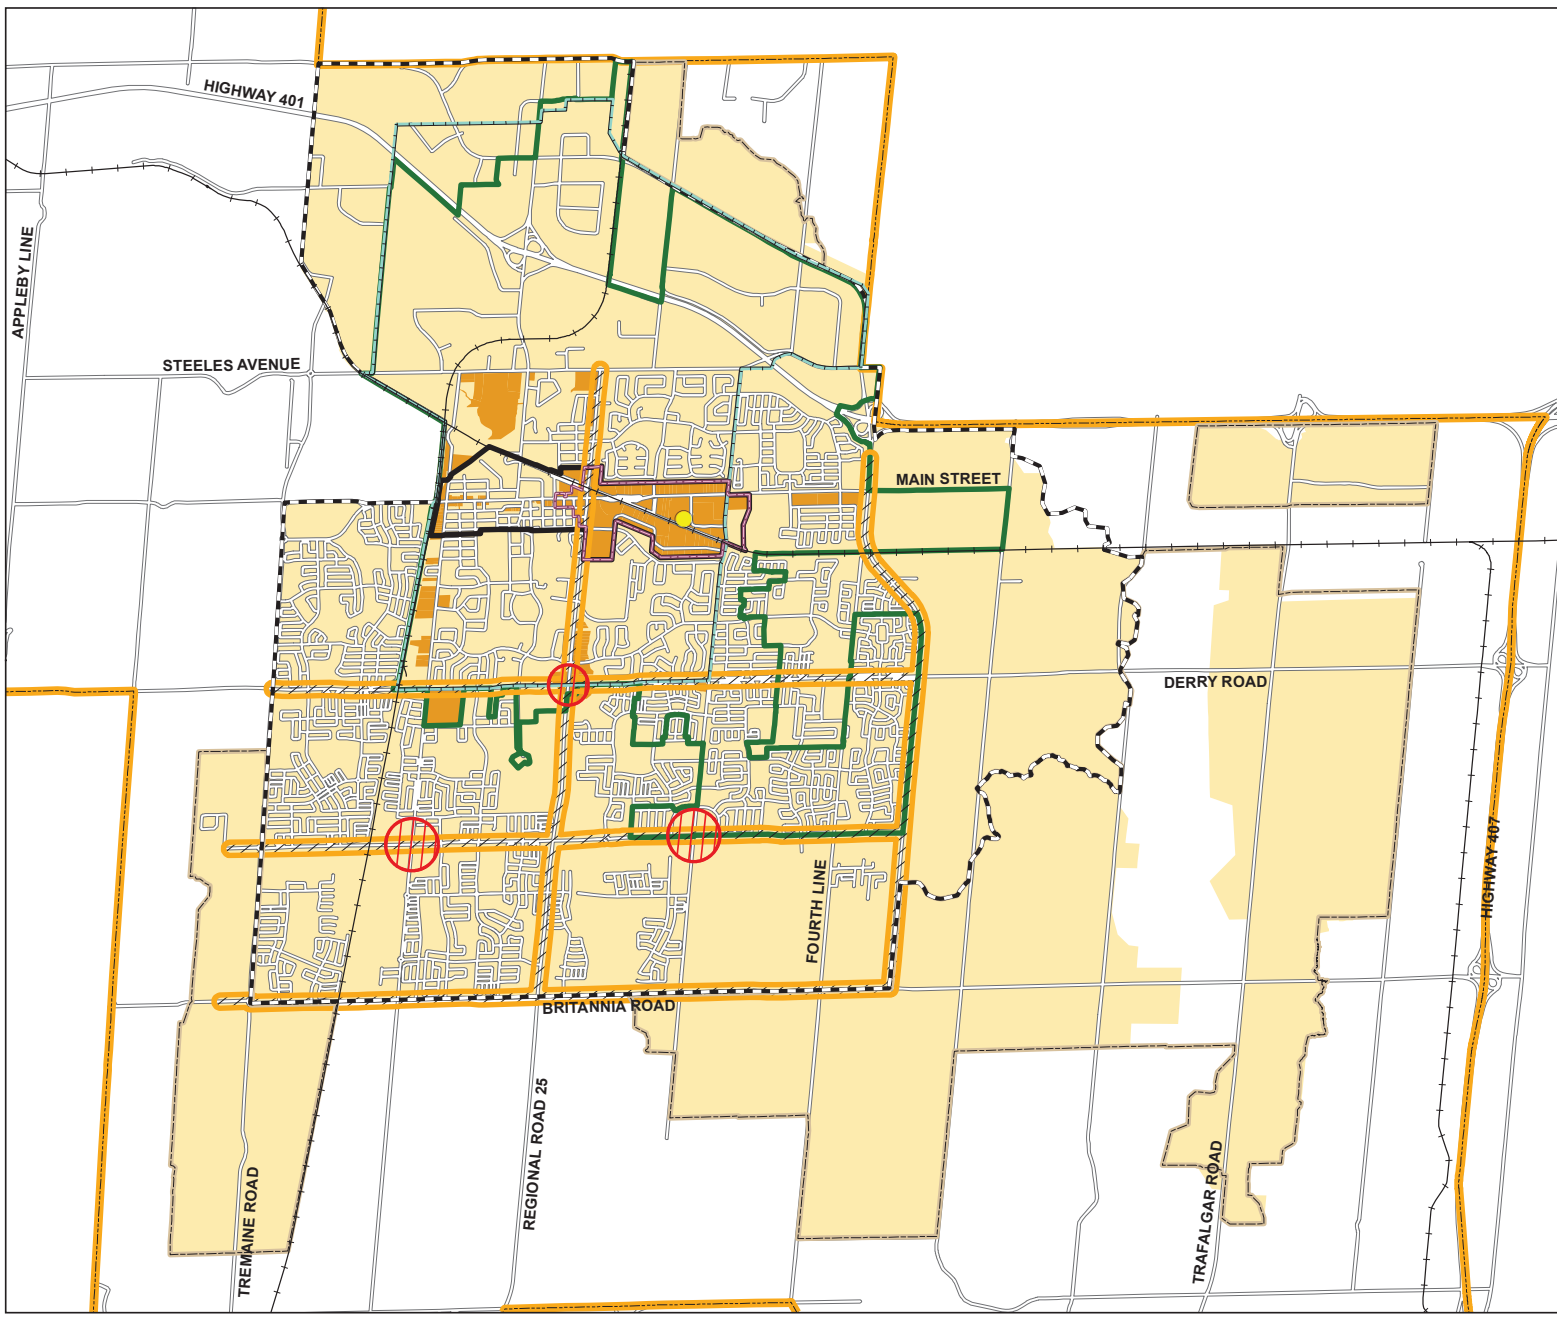 HIGHWAY 401
APPLEBY LINE
STEELES AVENUE
MAIN STREET
DERRY ROAD
HIGHWAY 407
FOURTH LINE
BRITANNIA ROAD
REGIONAL ROAD 25
TREMAINE ROAD
TRAFALGAR ROAD